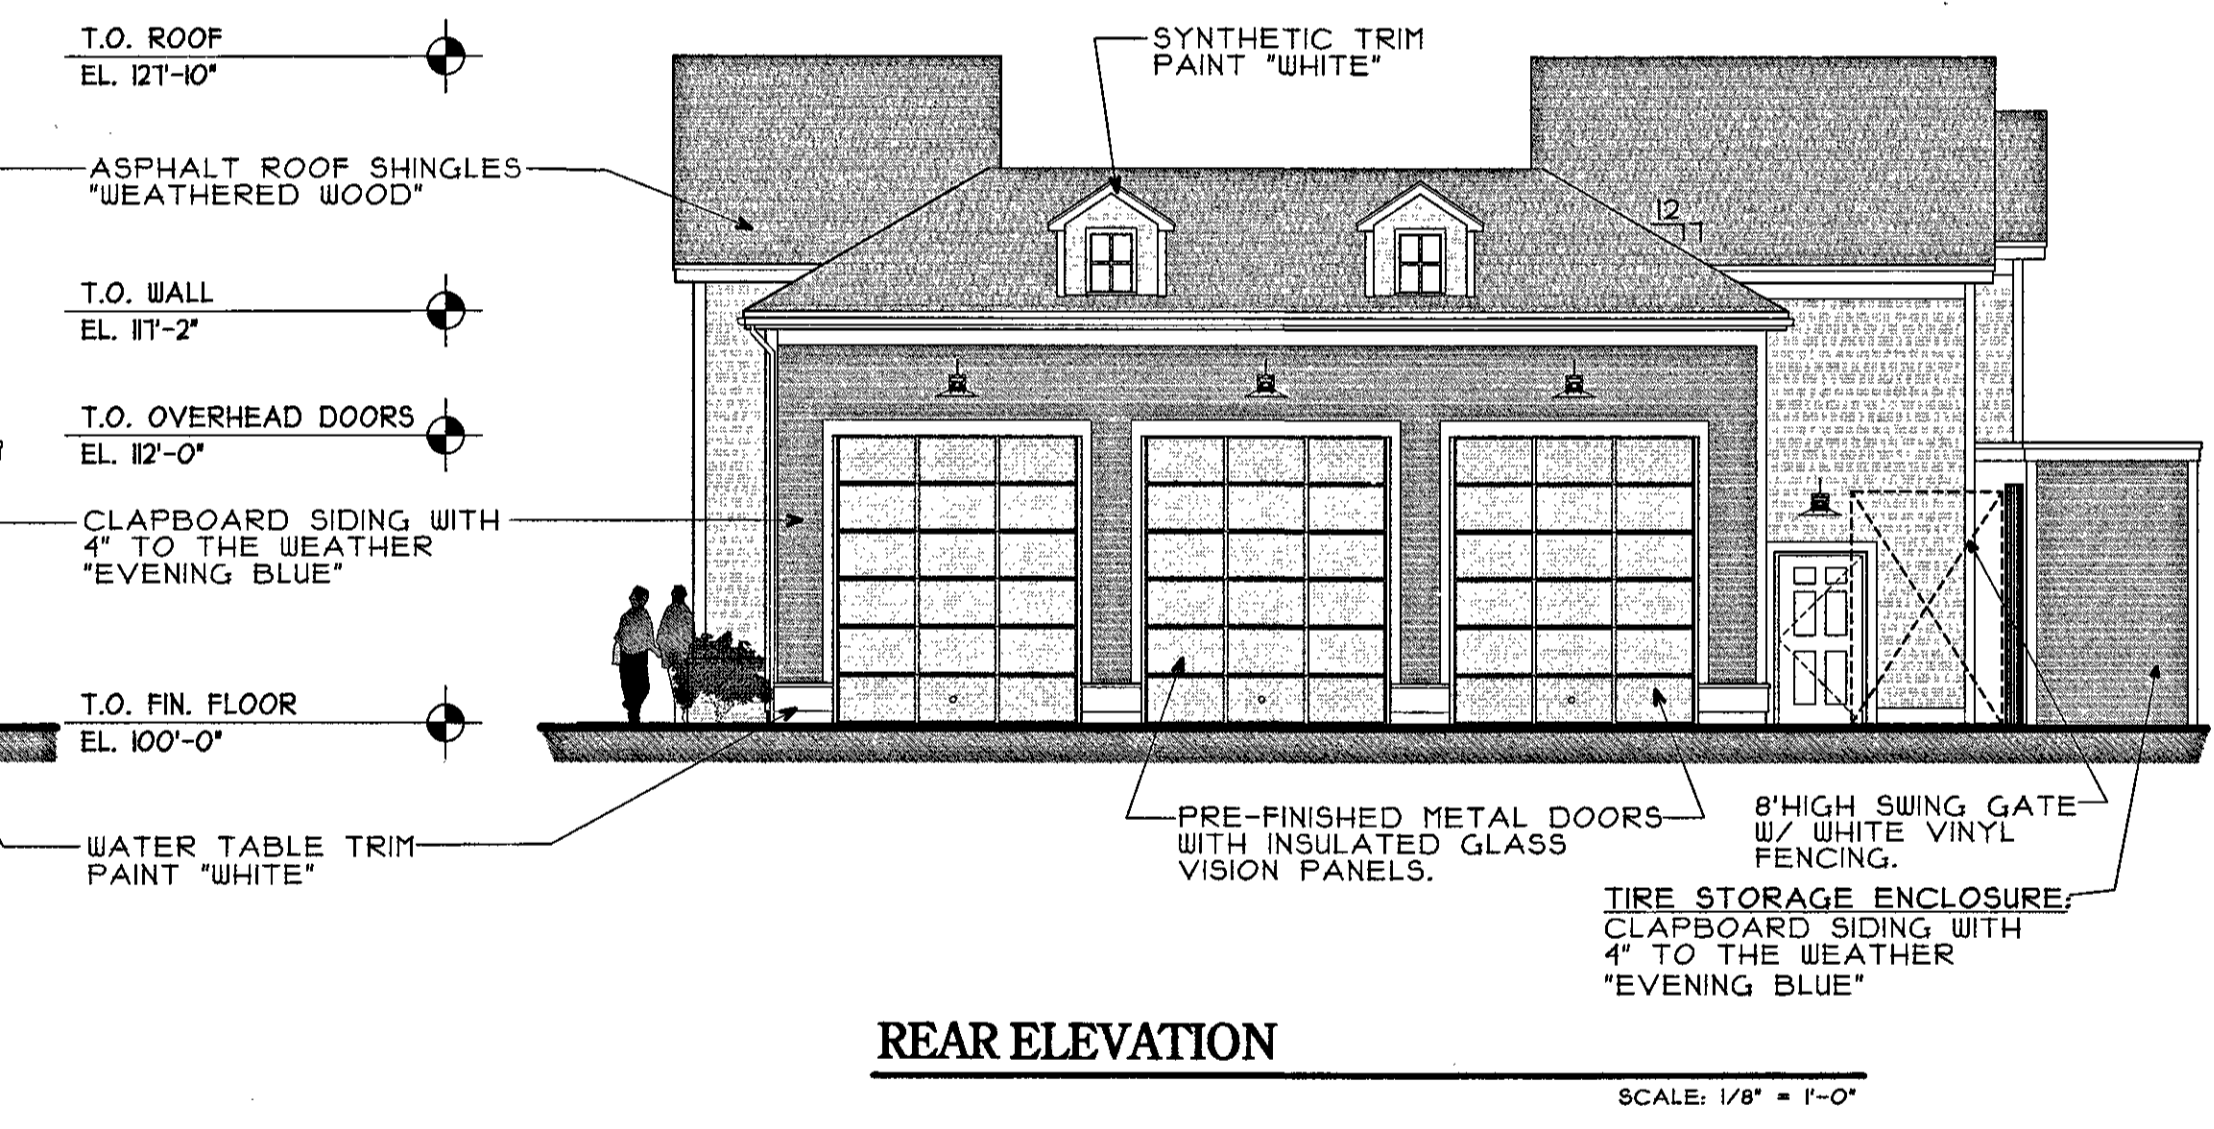 T.O. ROOF
EL. 127'-10"
ASPHALT ROOF SHINGLES
"WEATHERED WOOD"
T.O. WALL
EL. 117'-2"
T.O. OVERHEAD DOORS
EL. 112'-0"
CLAPBOARD SIDING WITH
4" TO THE WEATHER
"EVENING BLUE"
T.O. FIN. FLOOR
EL. 100'-0"
WATER TABLE TRIM
PAINT "WHITE"
SYNTHETIC TRIM
PAINT "WHITE"
12
7
PRE-FINISHED METAL DOORS
WITH INSULATED GLASS
VISION PANELS.
8'HIGH SWING GATE
W/ WHITE VINYL
FENCING.
TIRE STORAGE ENCLOSURE:
CLAPBOARD SIDING WITH
4" TO THE WEATHER
"EVENING BLUE"
REAR ELEVATION
SCALE: 1/8" = 1'-0"